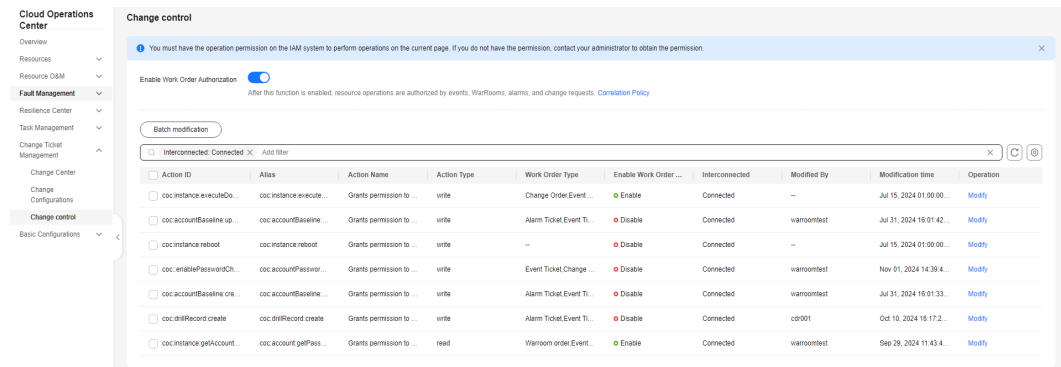 Cloud Operations
Center
Overview
Resources
Resource O&M
Fault Management
Resilience Center
Task Management
Change Ticket
Management
Change Center
Change
Configurations
Change control
Basic Configurations
Change control
You must have the operation permission on the IAM system to perform operations on the current page. If you do not have the permission, contact your administrator to obtain the permission.
Enable Work Order Authorization
After this function is enabled, resource operations are authorized by events, WarRooms, alarms, and change requests. Correlation Policy
Batch modification
Interconnected: Connected Add filter
Action ID Alias Action Name Action Type Work Order Type Enable Work Order ... Interconnected Modified By Modification time Operation
coc:instance:executeDo... coc:instance:execute... Grants permission to ... write Change Order,Event ... Enable Connected -- Jul 15, 2024 01:00:00... Modify
coc:accountBaseline:up... coc:accountBaseline:... Grants permission to ... write Alarm Ticket,Event Ti... Disable Connected warroomtest Jul 31, 2024 16:01:42... Modify
coc:instance:reboot coc:instance:reboot Grants permission to ... write -- Disable Connected -- Jul 15, 2024 01:00:00... Modify
coc::enablePasswordCh... coc:accountPasswor... Grants permission to ... write Event Ticket,Change ... Disable Connected warroomtest Nov 01, 2024 14:39:4... Modify
coc:accountBaseline:cre... coc:accountBaseline:... Grants permission to ... write Alarm Ticket,Event Ti... Disable Connected warroomtest Jul 31, 2024 16:01:33... Modify
coc:drillRecord:create coc:drillRecord:create Grants permission to ... write Alarm Ticket,Event Ti... Disable Connected cdr001 Oct 10, 2024 16:17:2... Modify
coc:instance:getAccount... coc:account:getPass... Grants permission to ... read Warroom order,Event... Enable Connected warroomtest Sep 29, 2024 11:43:4... Modify